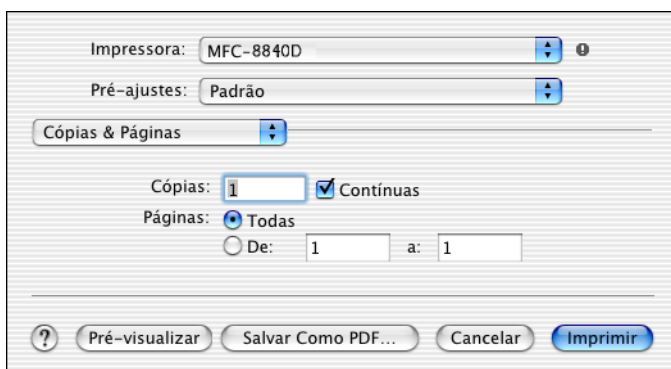 Impressora: MFC-8840D
Pré-ajustes: Padrão
Cópias & Páginas
Cópias: 1 Contínuas
Páginas: Todas
De: 1 a: 1
? Pré-visualizar Salvar Como PDF... Cancelar Imprimir